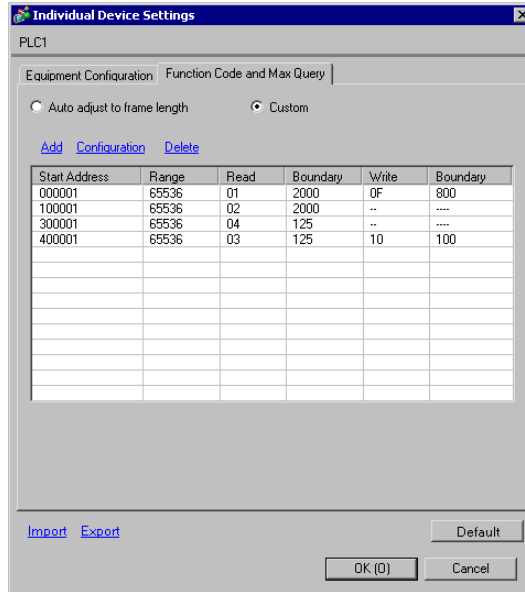 Individual Device Settings
PLC1
Equipment Configuration Function Code and Max Query
Auto adjust to frame length Custom
Add Configuration Delete
Start Address Range Read Boundary Write Boundary
000001 65536 01 2000 0F 800
100001 65536 02 2000 -- ----
300001 65536 04 125 -- ----
400001 65536 03 125 10 100
Import Export Default
OK (O) Cancel